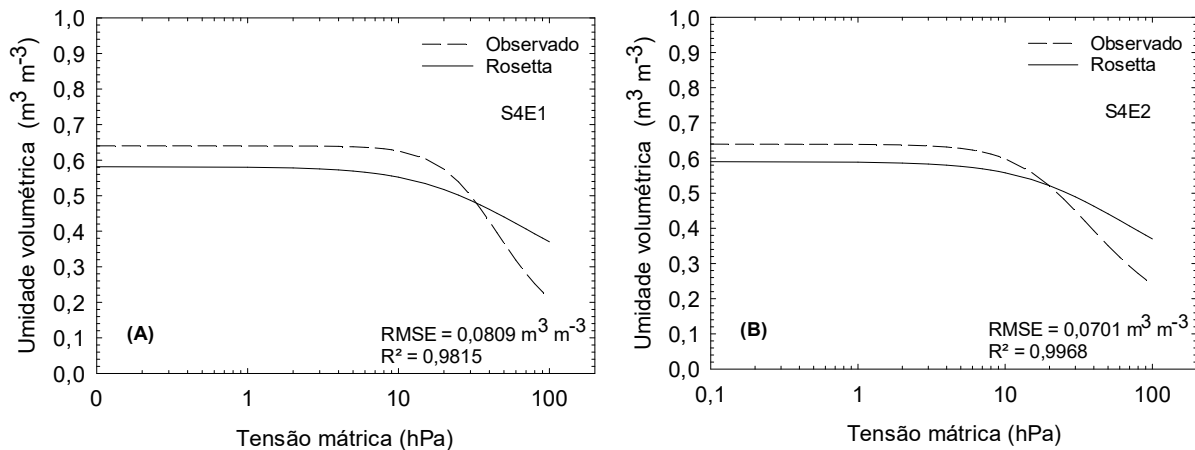 1,0
0,9
0,8
0,7
0,6
0,5
0,4
0,3
0,2
0,1
0,0
Umidade volumétrica (m³ m⁻³)
Observado
Rosetta
S4E1
(A)
RMSE = 0,0809 m³ m⁻³
R² = 0,9815
0 1 10 100
Tensão mátrica (hPa)
1,0
0,9
0,8
0,7
0,6
0,5
0,4
0,3
0,2
0,1
0,0
Umidade volumétrica (m³ m⁻³)
Observado
Rosetta
S4E2
(B)
RMSE = 0,0701 m³ m⁻³
R² = 0,9968
0,1 1 10 100
Tensão mátrica (hPa)